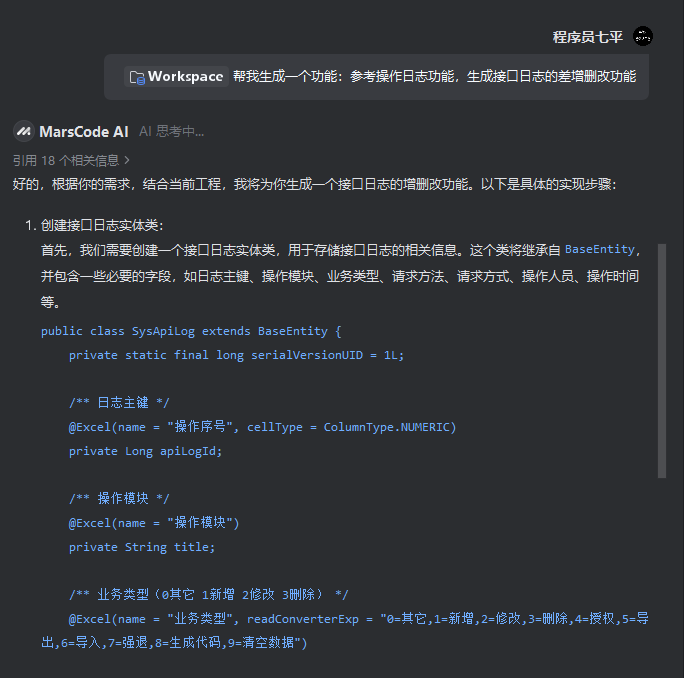 程序员七平
Workspace 帮我生成一个功能：参考操作日志功能，生成接口日志的差增删改功能
MarsCode AI AI 思考中...
引用 18 个相关信息 >
好的，根据你的需求，结合当前工程，我将为你生成一个接口日志的增删改功能。以下是具体的实现步骤：
1. 创建接口日志实体类：
首先，我们需要创建一个接口日志实体类，用于存储接口日志的相关信息。这个类将继承自 BaseEntity，
并包含一些必要的字段，如日志主键、操作模块、业务类型、请求方法、请求方式、操作人员、操作时间
等。
public class SysApiLog extends BaseEntity {
private static final long serialVersionUID = 1L;
/** 日志主键 */
@Excel(name = "操作序号", cellType = ColumnType.NUMERIC)
private Long apiLogId;
/** 操作模块 */
@Excel(name = "操作模块")
private String title;
/** 业务类型（0其它 1新增 2修改 3删除） */
@Excel(name = "业务类型", readConverterExp = "0=其它,1=新增,2=修改,3=删除,4=授权,5=导
出,6=导入,7=强退,8=生成代码,9=清空数据")